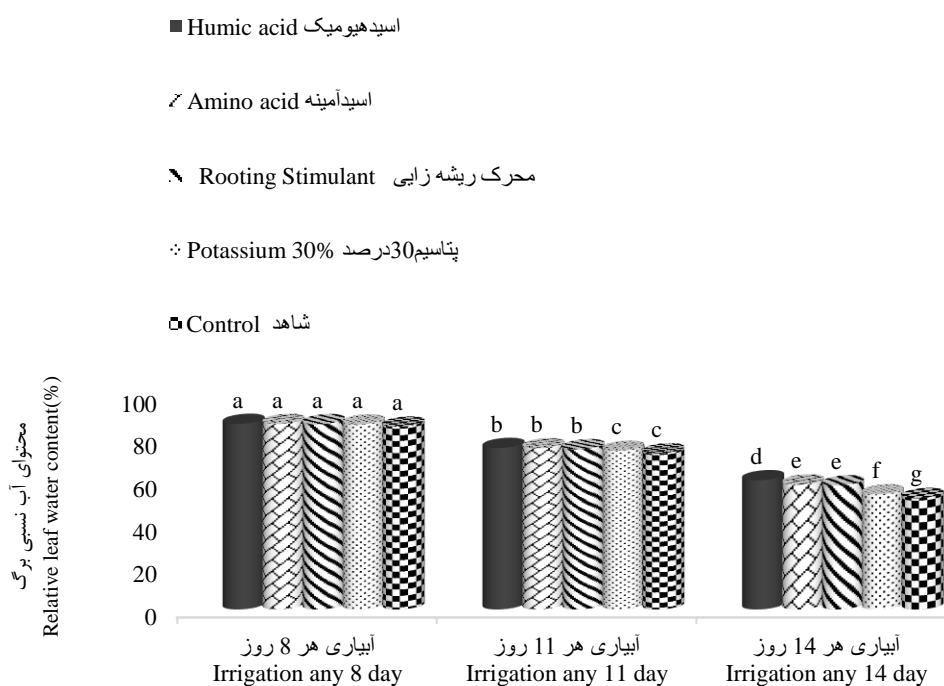 Humic acid اسیدهیومیک
Amino acid اسیدآمینه
Rooting Stimulant محرک ریشه زایی
Potassium 30% پتاسیم30درصد
Control شاهد
محتوای آب نسبی برگ
Relative leaf water content(%)
100
80
60
40
20
0
a a a a a
b b b c c
d e e f g
آبیاری هر 8 روز
Irrigation any 8 day
آبیاری هر 11 روز
Irrigation any 11 day
آبیاری هر 14 روز
Irrigation any 14 day